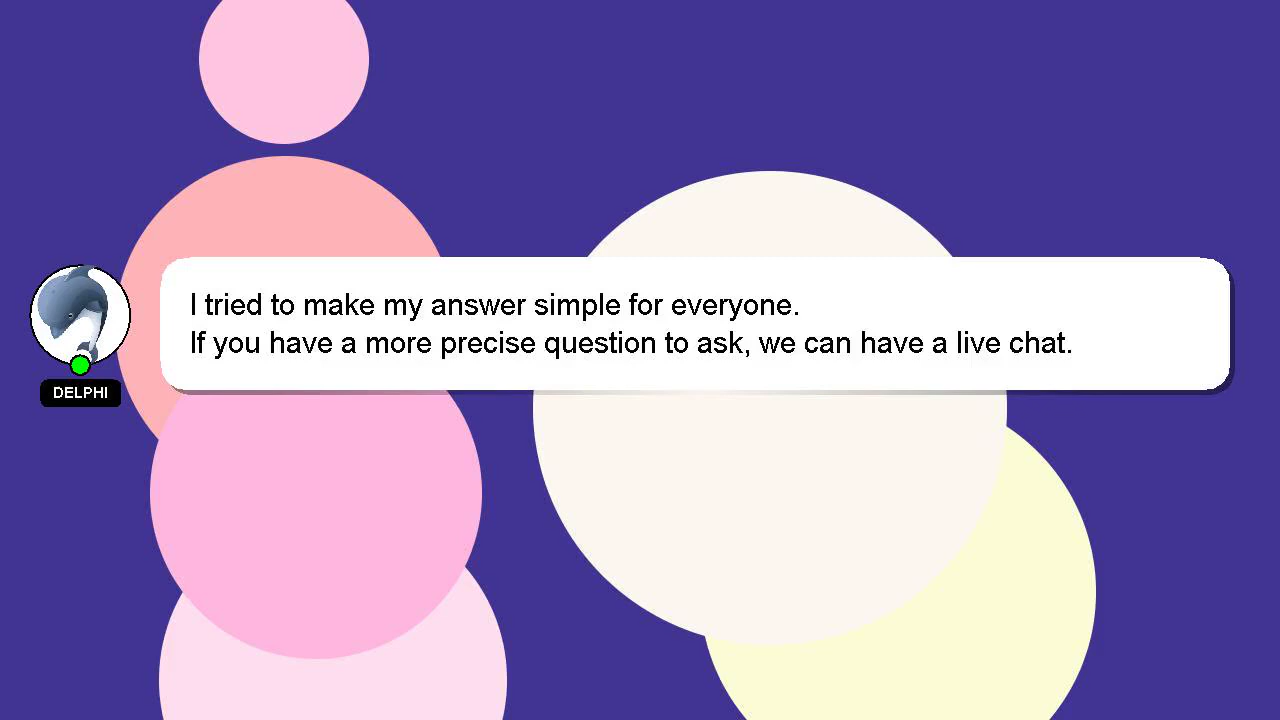 I tried to make my answer simple for everyone.
If you have a more precise question to ask, we can have a live chat.
DELPHI